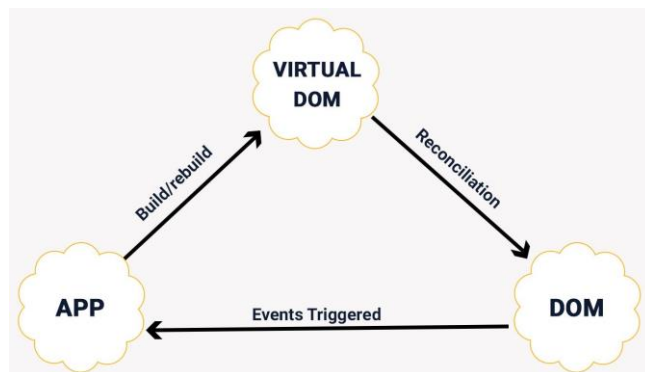 VIRTUAL
DOM
Build/rebuild
Reconciliation
APP
Events Triggered
DOM